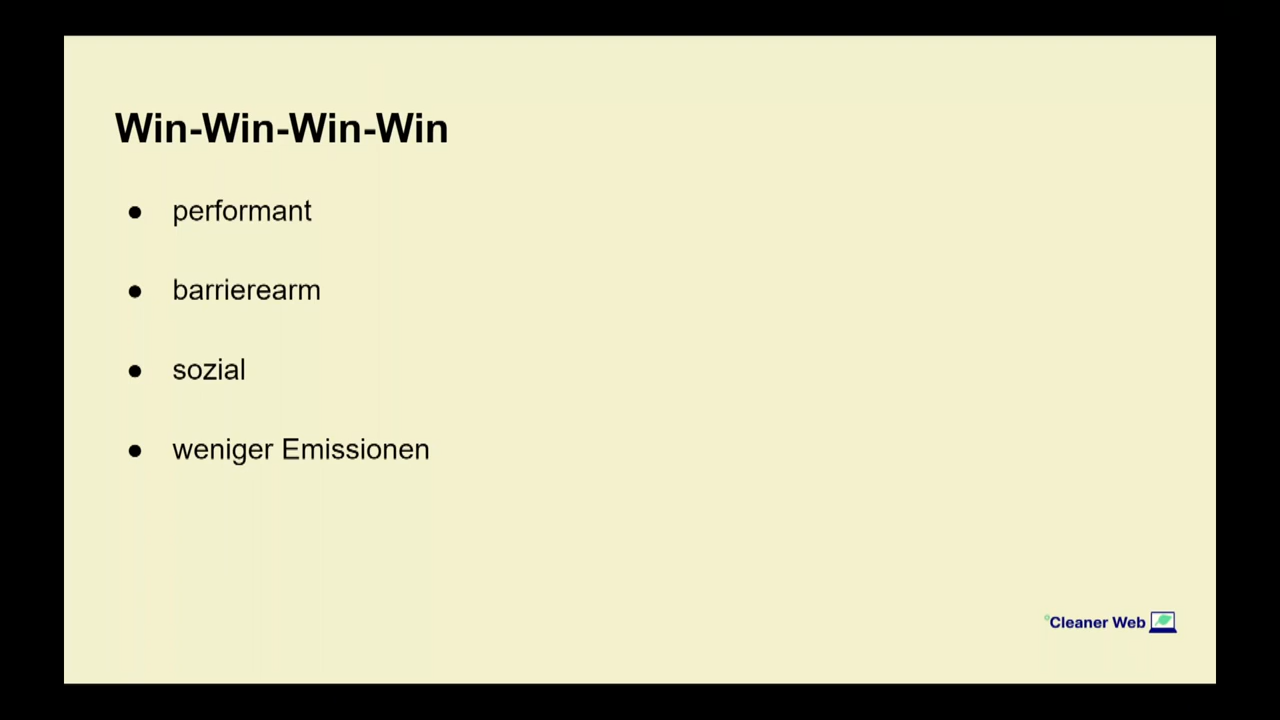 Win-Win-Win-Win
● performant
● barrierearm
● sozial
● weniger Emissionen
Cleaner Web